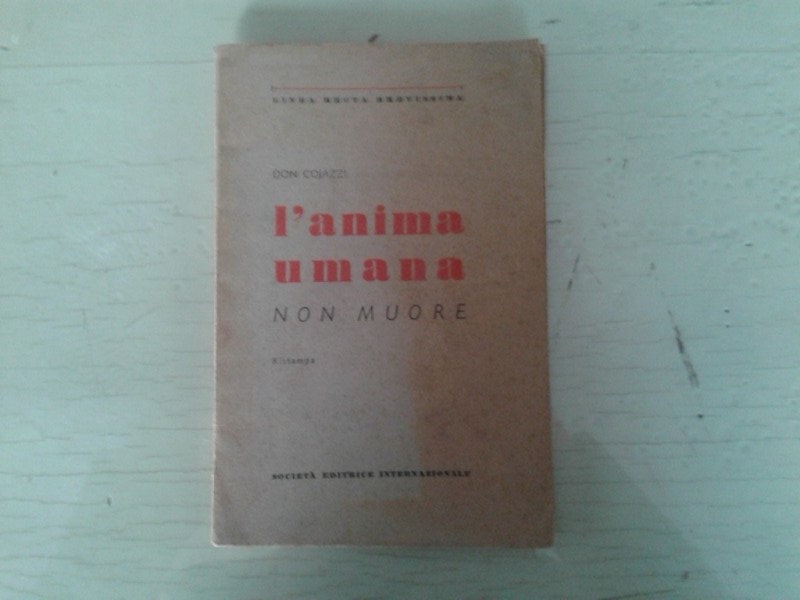 DON COJAZZI
l'anima
umana
NON MUORE
Ristampa
SOCIETÀ EDITRICE INTERNAZIONALE